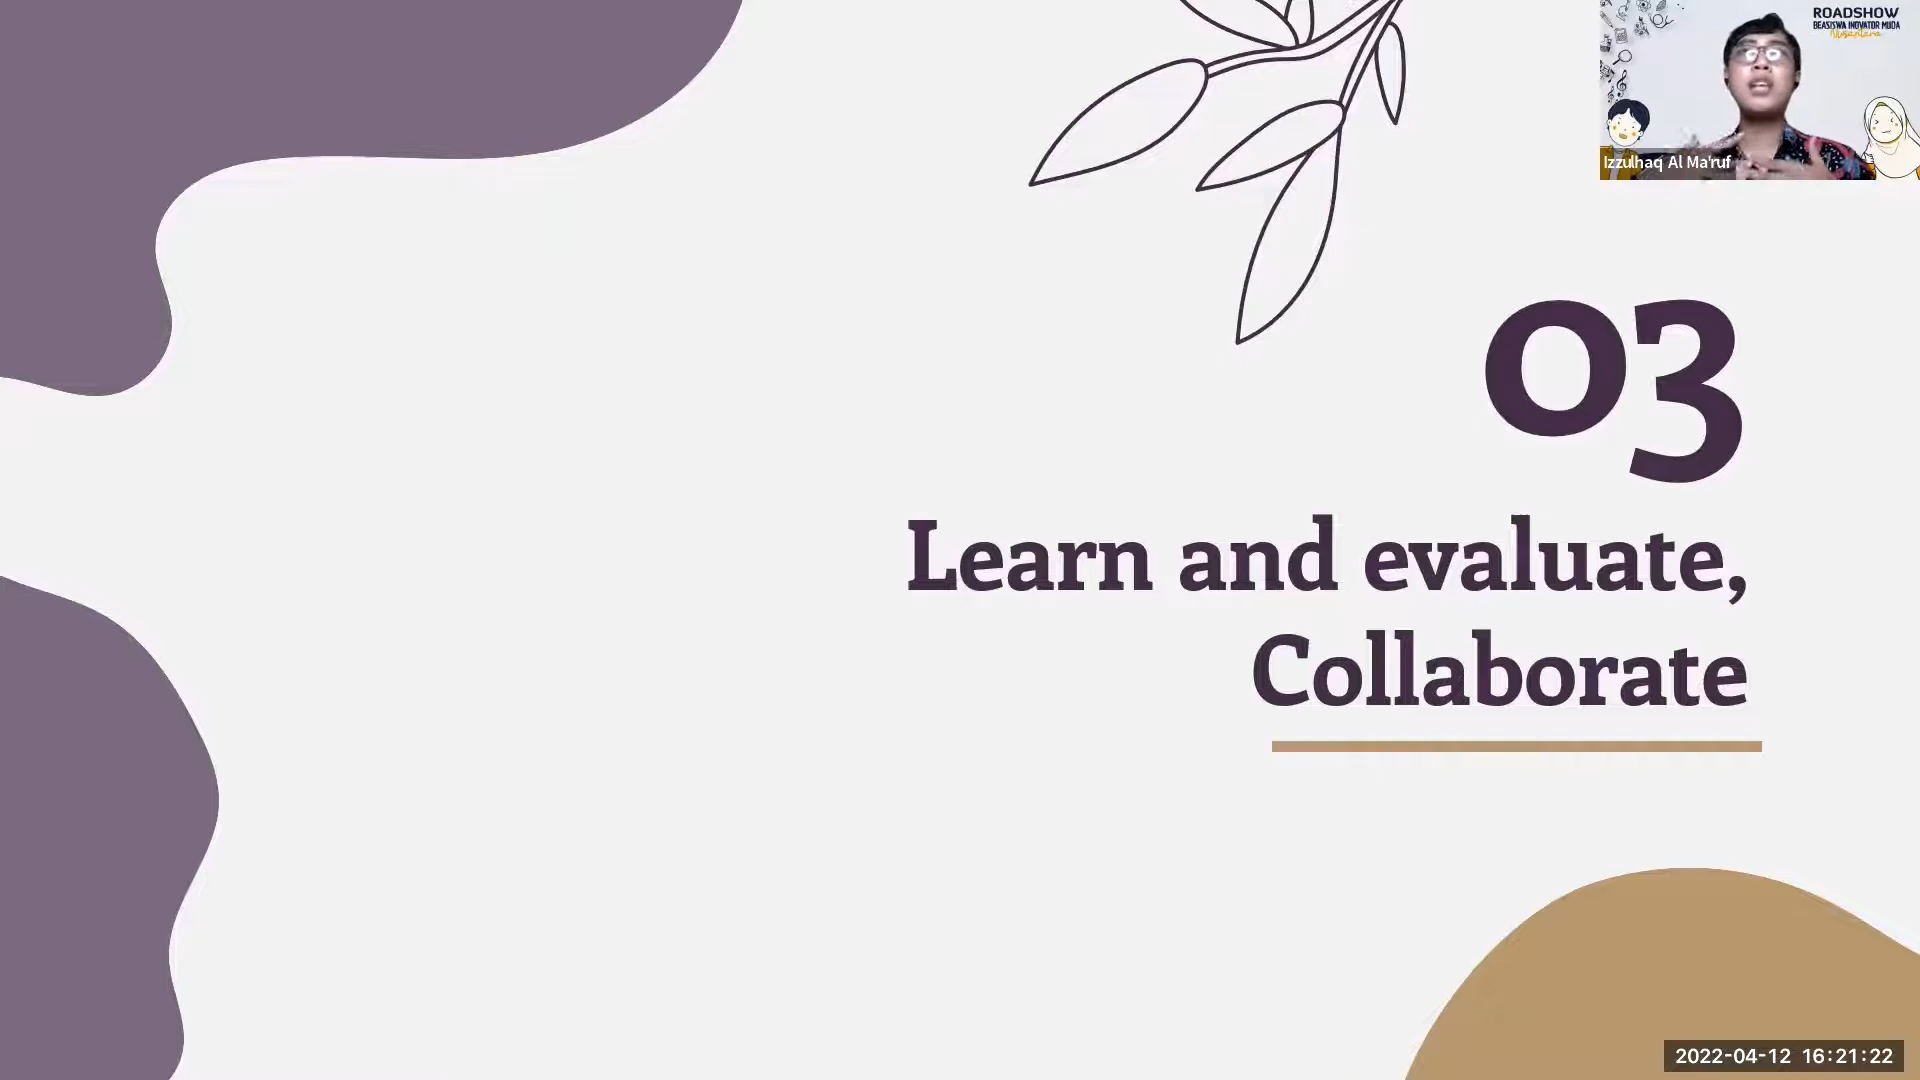 ROADSHOW
BEASISWA INOVATOR MUDA
Nusantara
Izzulhaq Al Ma'ruf
03
Learn and evaluate,
Collaborate
2022-04-12 16:21:22